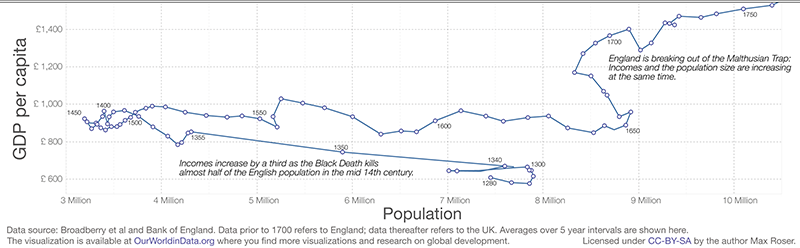 GDP per capita
£1,400
£1,200
£1,000
£ 800
£ 600
1750
1700
England is breaking out of the Malthusian Trap:
Incomes and the population size are increasing
at the same time.
1450
1400
1500
1550
1600
1650
1355
1350
1340
1300
1280
Incomes increase by a third as the Black Death kills
almost half of the English population in the mid 14th century.
3 Million
4 Million
5 Million
6 Million
7 Million
8 Million
9 Million
10 Million
Population
Data source: Broadberry et al and Bank of England. Data prior to 1700 refers to England; data thereafter refers to the UK. Averages over 5 year intervals are shown here.
The visualization is available at OurWorldinData.org where you find more visualizations and research on global development.
Licensed under CC-BY-SA by the author Max Roser.